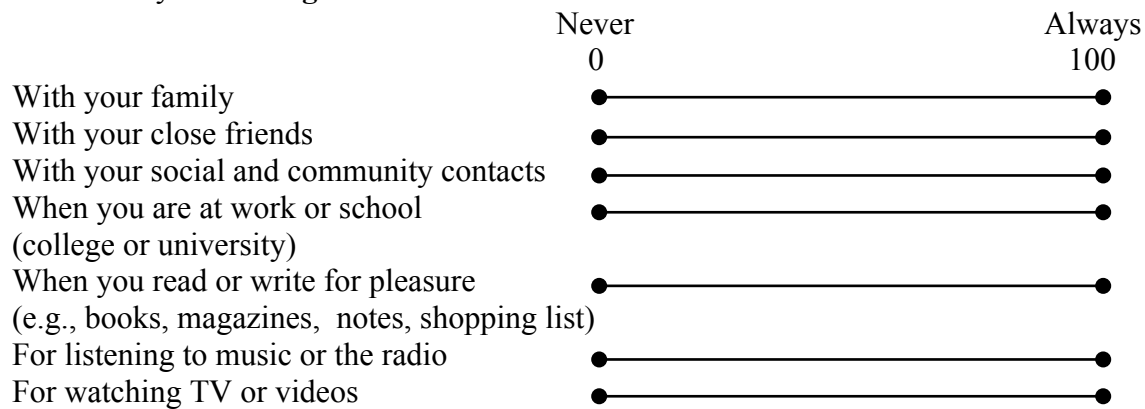 Never Always
0 100
With your family
With your close friends
With your social and community contacts
When you are at work or school
(college or university)
When you read or write for pleasure
(e.g., books, magazines, notes, shopping list)
For listening to music or the radio
For watching TV or videos